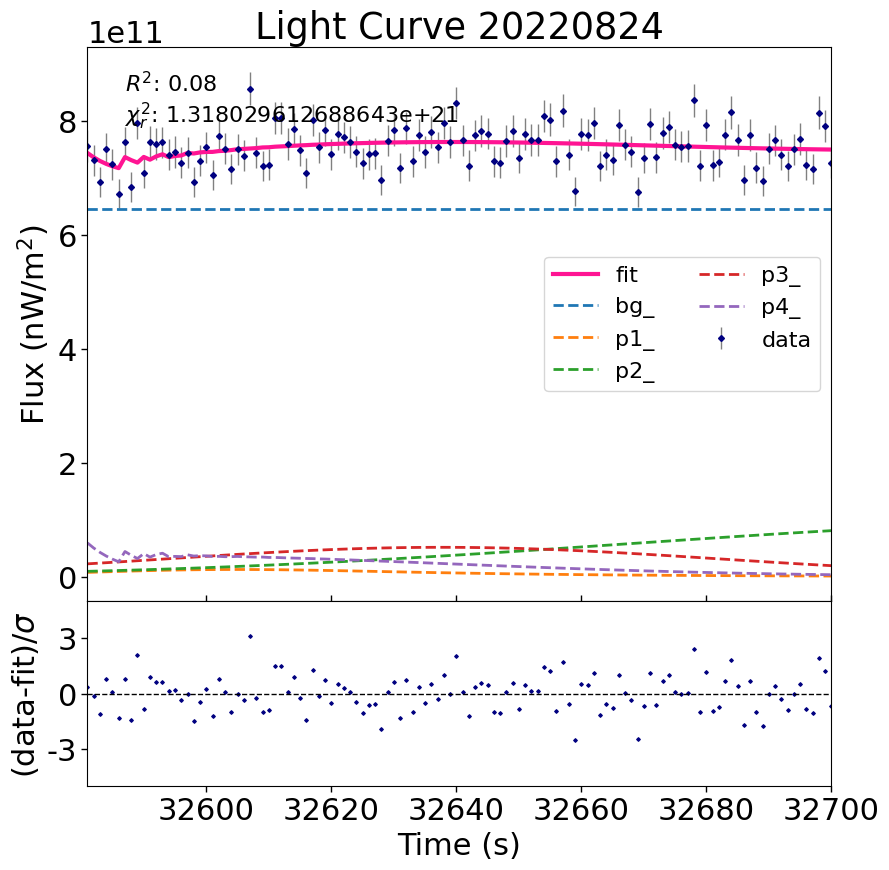 Light Curve 20220824
1e11
R²: 0.08
χ²ᵣ: 1.318029612688643e+21
8
6
4
2
0
Flux (nW/m²)
fit
bg_
p1_
p2_
p3_
p4_
data
3
0
-3
(data-fit)/σ
32600 32620 32640 32660 32680 32700
Time (s)